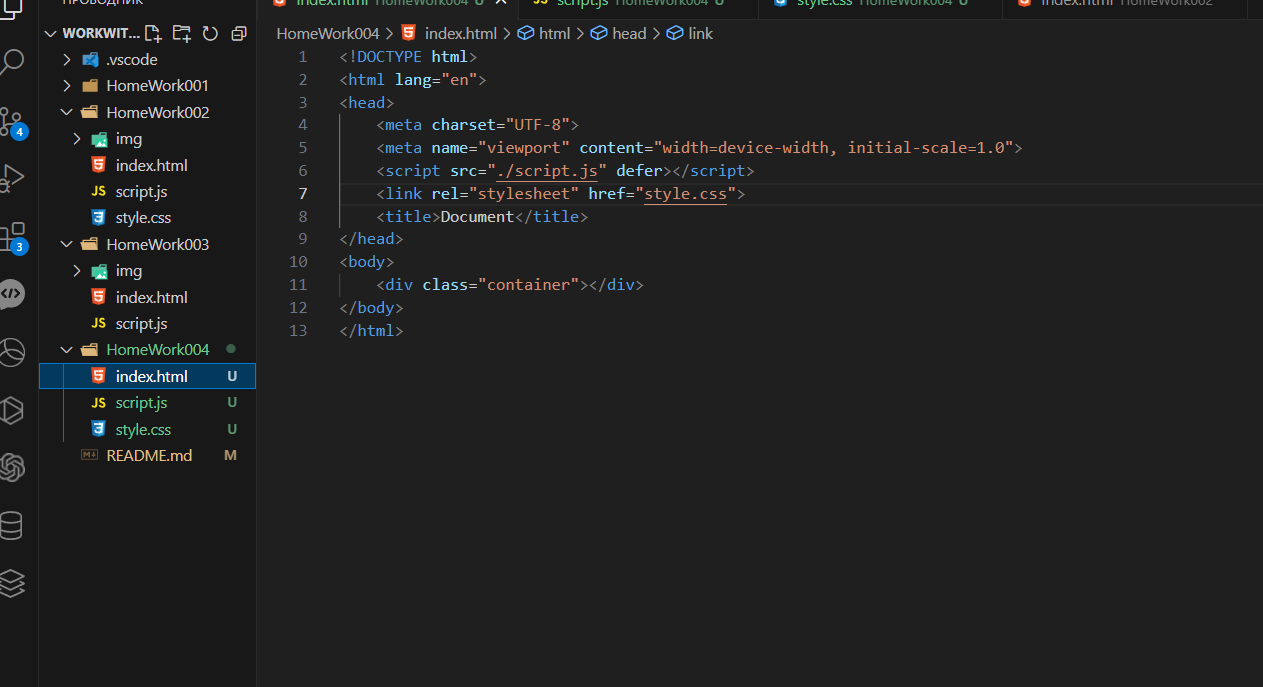 ПРОВОДНИК
WORKWIT...
.vscode
HomeWork001
HomeWork002
img
index.html
script.js
style.css
HomeWork003
img
index.html
script.js
HomeWork004
index.html U
script.js U
style.css U
README.md M
4
3
index.html HomeWork004 U
script.js HomeWork004 U
style.css HomeWork004 U
index.html HomeWork002
HomeWork004 > index.html > html > head > link
1 <!DOCTYPE html>
2 <html lang="en">
3 <head>
4 <meta charset="UTF-8">
5 <meta name="viewport" content="width=device-width, initial-scale=1.0">
6 <script src="./script.js" defer></script>
7 <link rel="stylesheet" href="style.css">
8 <title>Document</title>
9 </head>
10 <body>
11 <div class="container"></div>
12 </body>
13 </html>